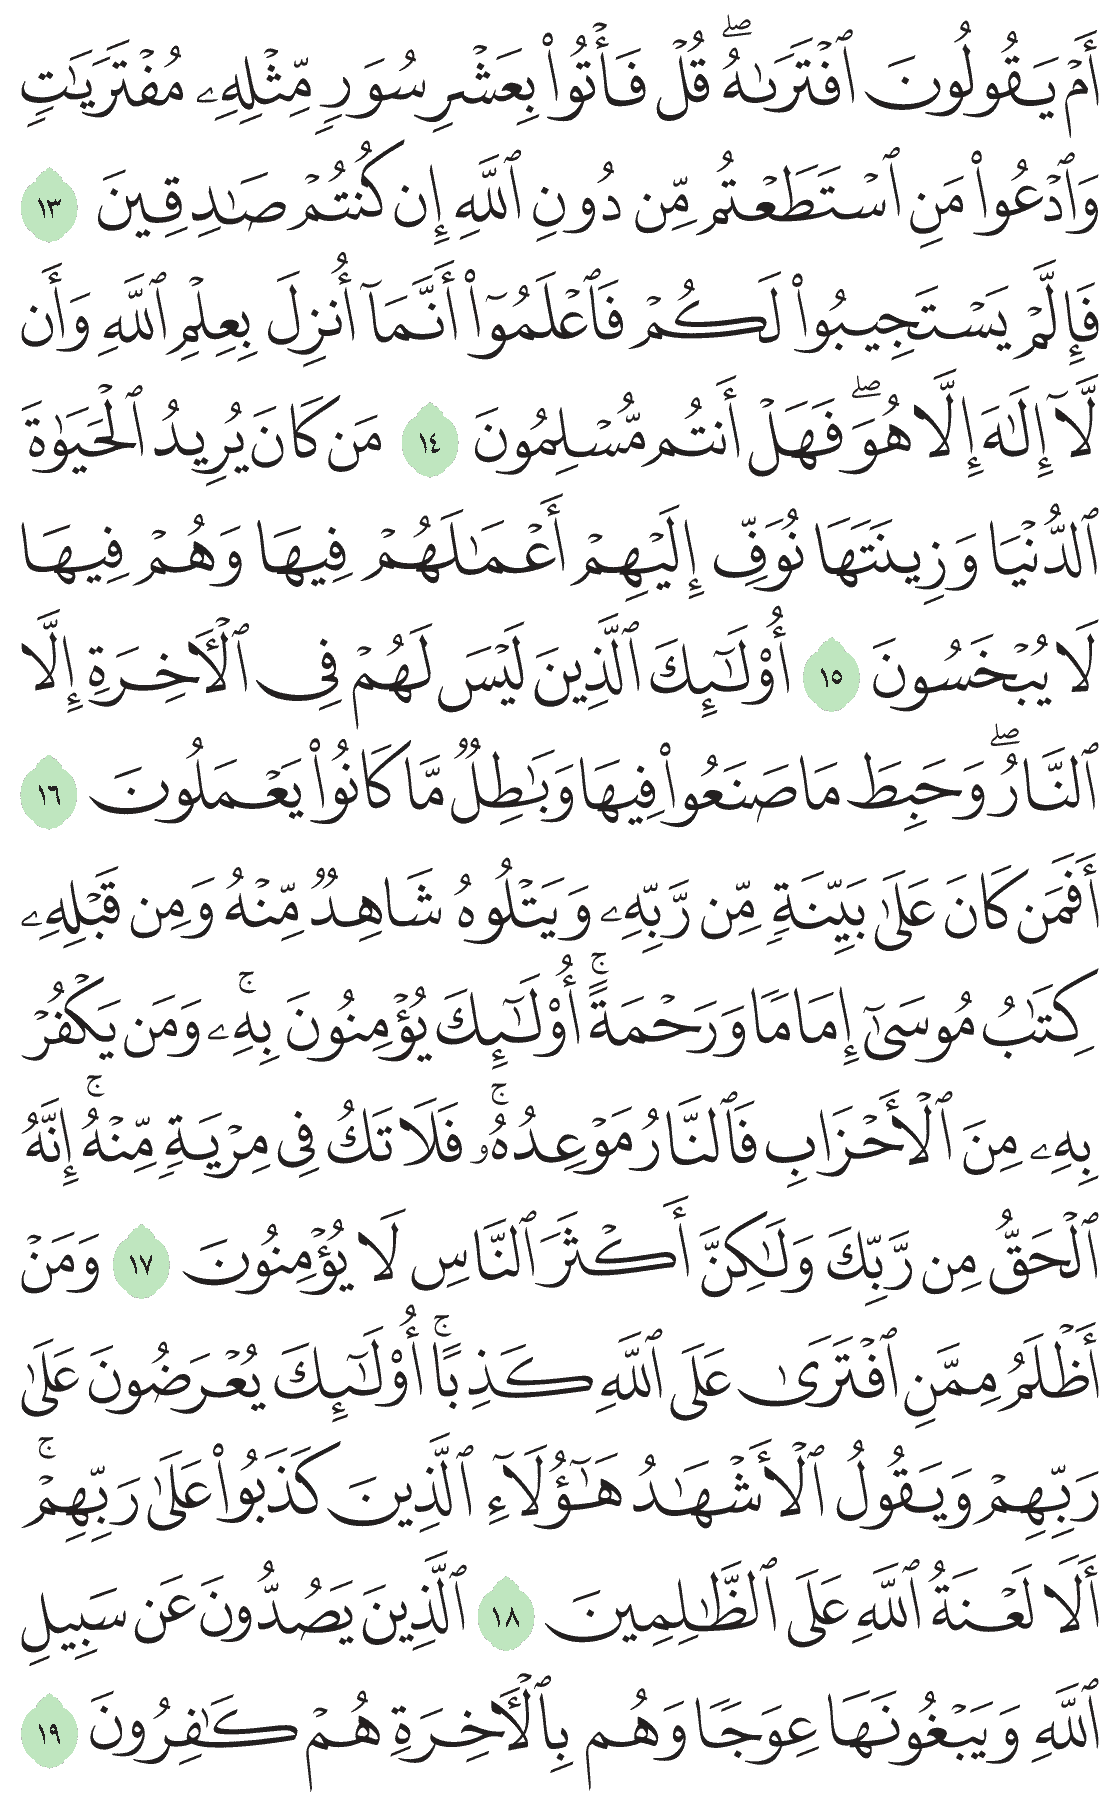 أَمۡ يَقُولُونَ ٱفۡتَرَىٰهُۖ قُلۡ فَأۡتُواْ بِعَشۡرِ سُوَرٖ مِّثۡلِهِۦ مُفۡتَرَيَٰتٖ
وَٱدۡعُواْ مَنِ ٱسۡتَطَعۡتُم مِّن دُونِ ٱللَّهِ إِن كُنتُمۡ صَٰدِقِينَ ١٣
فَإِلَّمۡ يَسۡتَجِيبُواْ لَكُمۡ فَٱعۡلَمُوٓاْ أَنَّمَآ أُنزِلَ بِعِلۡمِ ٱللَّهِ وَأَن
لَّآ إِلَٰهَ إِلَّا هُوَۖ فَهَلۡ أَنتُم مُّسۡلِمُونَ ١٤ مَن كَانَ يُرِيدُ ٱلۡحَيَوٰةَ
ٱلدُّنۡيَا وَزِينَتَهَا نُوَفِّ إِلَيۡهِمۡ أَعۡمَٰلَهُمۡ فِيهَا وَهُمۡ فِيهَا
لَا يُبۡخَسُونَ ١٥ أُوْلَٰٓئِكَ ٱلَّذِينَ لَيۡسَ لَهُمۡ فِي ٱلۡأٓخِرَةِ إِلَّا
ٱلنَّارُۖ وَحَبِطَ مَا صَنَعُواْ فِيهَا وَبَٰطِلٞ مَّا كَانُواْ يَعۡمَلُونَ ١٦
أَفَمَن كَانَ عَلَىٰ بَيِّنَةٖ مِّن رَّبِّهِۦ وَيَتۡلُوهُ شَاهِدٞ مِّنۡهُ وَمِن قَبۡلِهِۦ
كِتَٰبُ مُوسَىٰٓ إِمَامٗا وَرَحۡمَةًۚ أُوْلَٰٓئِكَ يُؤۡمِنُونَ بِهِۦۚ وَمَن يَكۡفُرۡ
بِهِۦ مِنَ ٱلۡأَحۡزَابِ فَٱلنَّارُ مَوۡعِدُهُۥۚ فَلَا تَكُ فِي مِرۡيَةٖ مِّنۡهُۚ إِنَّهُ
ٱلۡحَقُّ مِن رَّبِّكَ وَلَٰكِنَّ أَكۡثَرَ ٱلنَّاسِ لَا يُؤۡمِنُونَ ١٧ وَمَنۡ
أَظۡلَمُ مِمَّنِ ٱفۡتَرَىٰ عَلَى ٱللَّهِ كَذِبًاۚ أُوْلَٰٓئِكَ يُعۡرَضُونَ عَلَىٰ
رَبِّهِمۡ وَيَقُولُ ٱلۡأَشۡهَٰدُ هَٰٓؤُلَآءِ ٱلَّذِينَ كَذَبُواْ عَلَىٰ رَبِّهِمۡۚ
أَلَا لَعۡنَةُ ٱللَّهِ عَلَى ٱلظَّٰلِمِينَ ١٨ ٱلَّذِينَ يَصُدُّونَ عَن سَبِيلِ
ٱللَّهِ وَيَبۡغُونَهَا عِوَجٗا وَهُم بِٱلۡأٓخِرَةِ هُمۡ كَٰفِرُونَ ١٩